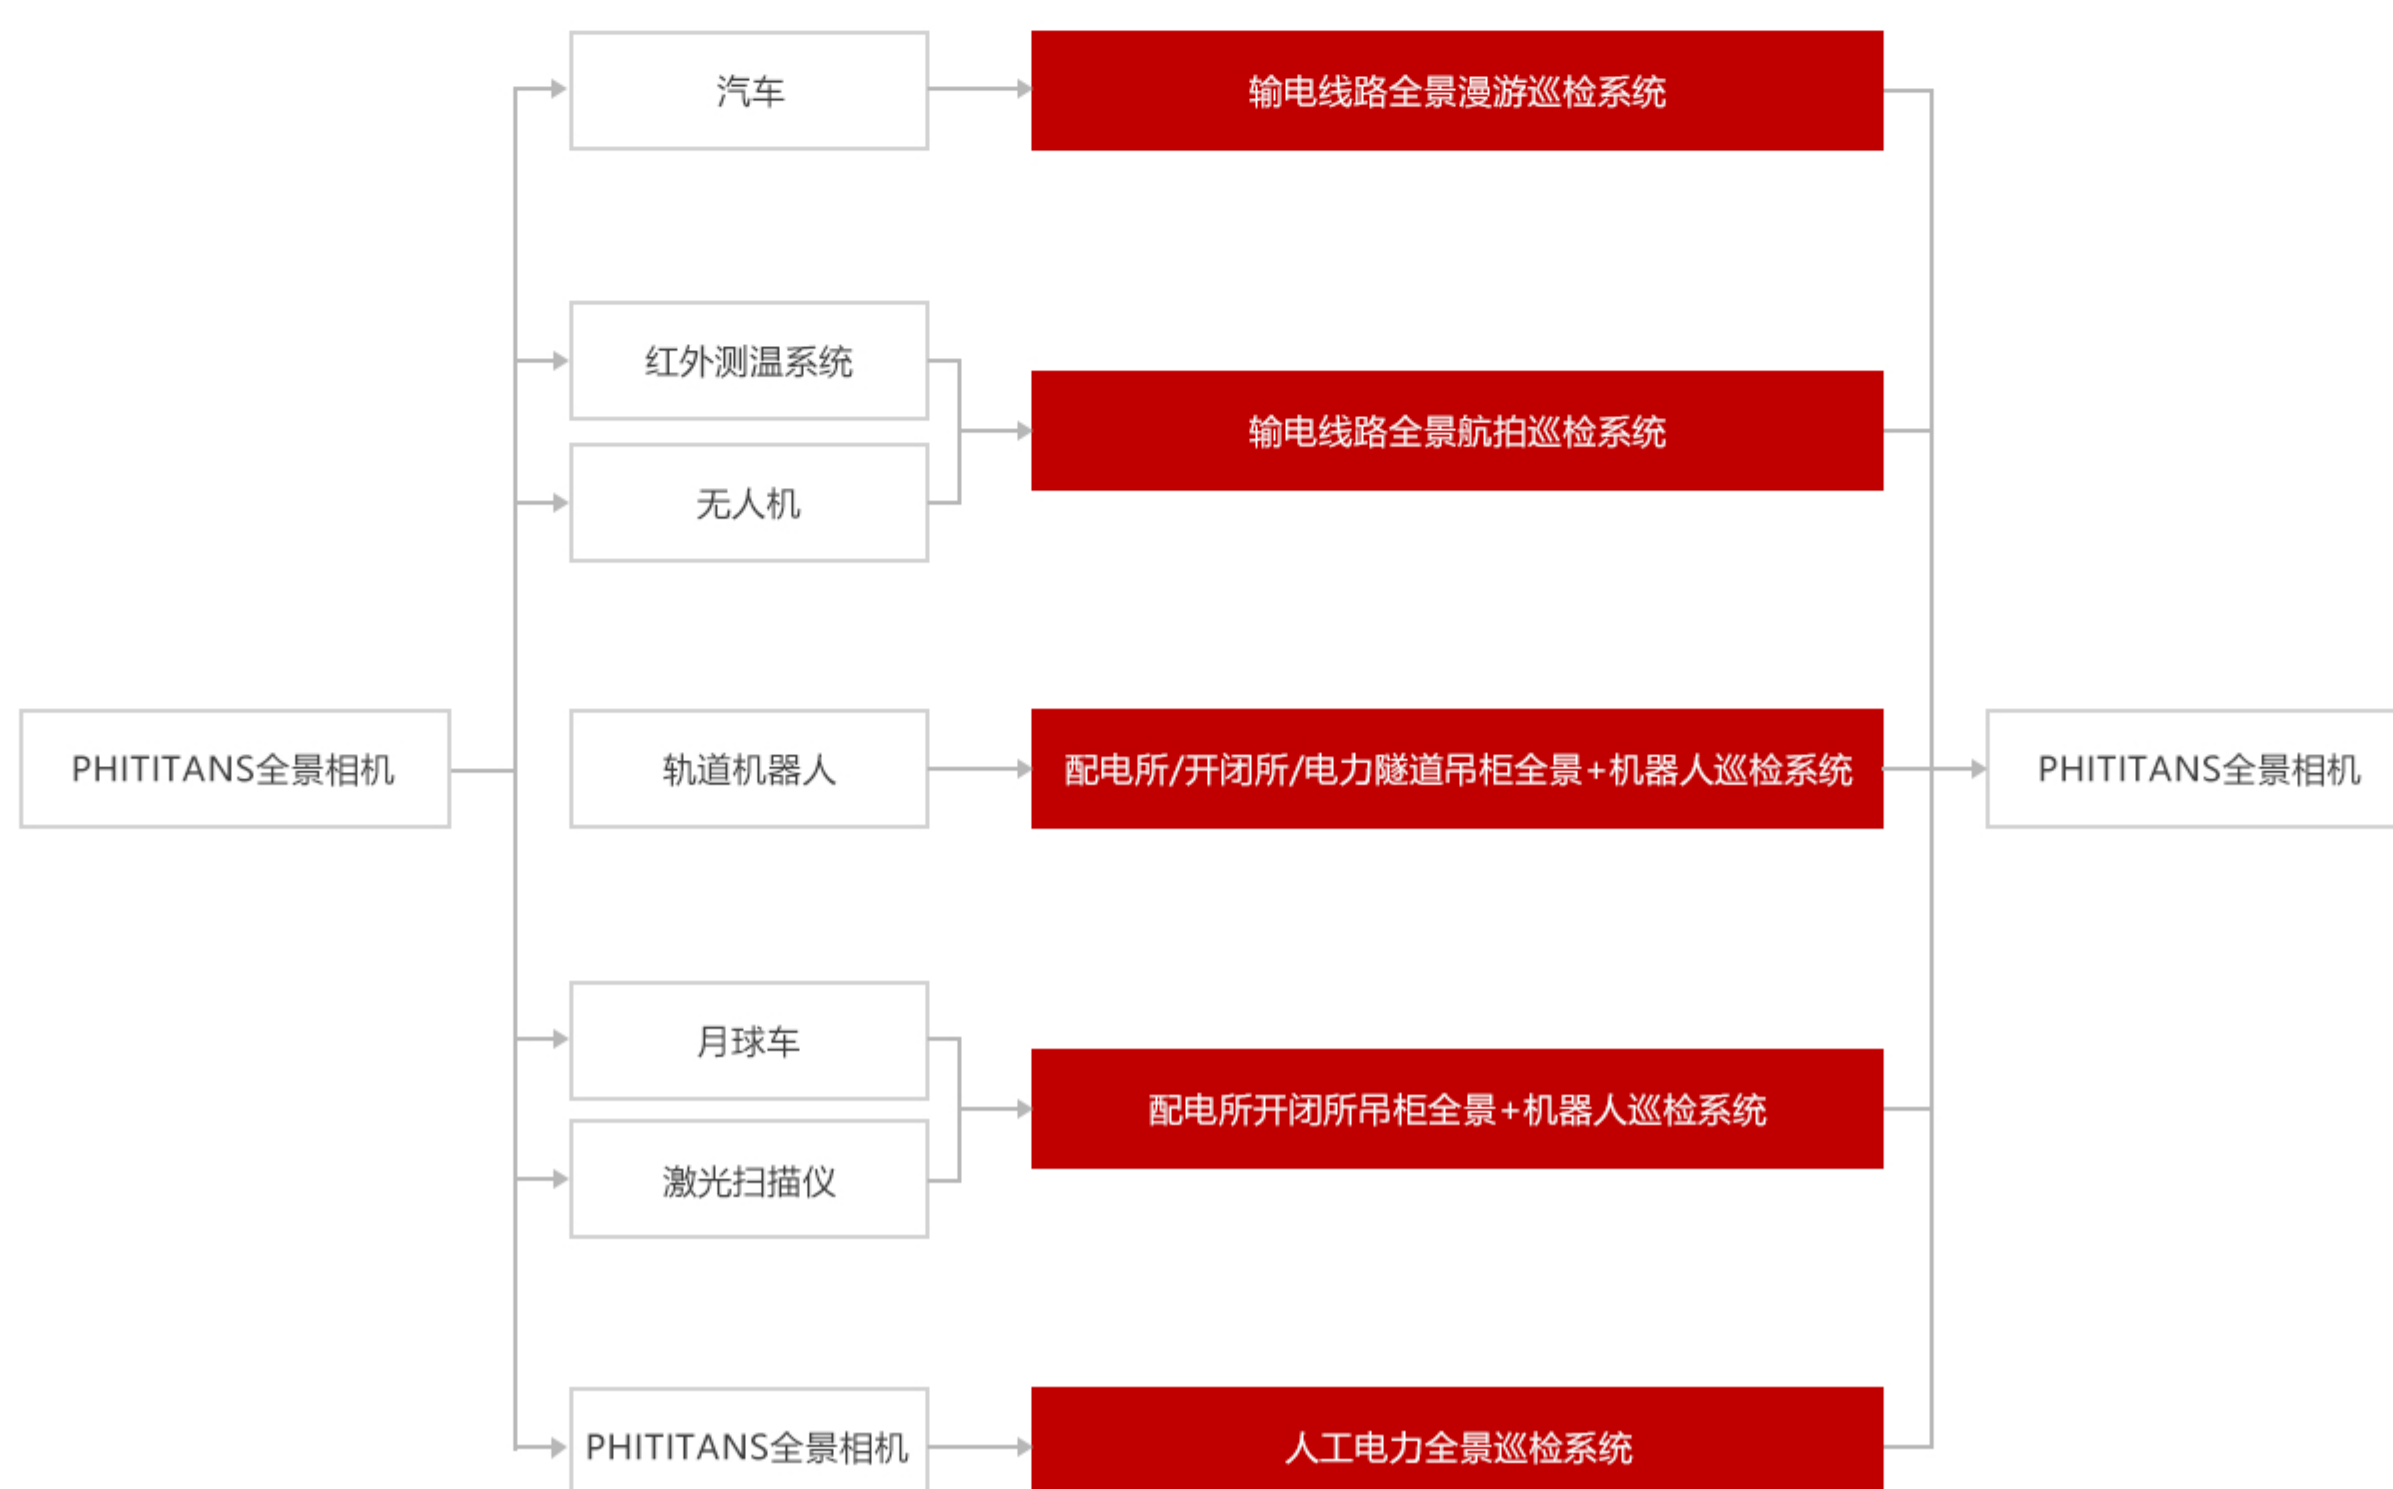 汽车
输电线路全景漫游巡检系统
红外测温系统
输电线路全景航拍巡检系统
无人机
PHITITANS全景相机
轨道机器人
配电所/开闭所/电力隧道吊柜全景+机器人巡检系统
PHITITANS全景相机
月球车
配电所开闭所吊柜全景+机器人巡检系统
激光扫描仪
PHITITANS全景相机
人工电力全景巡检系统